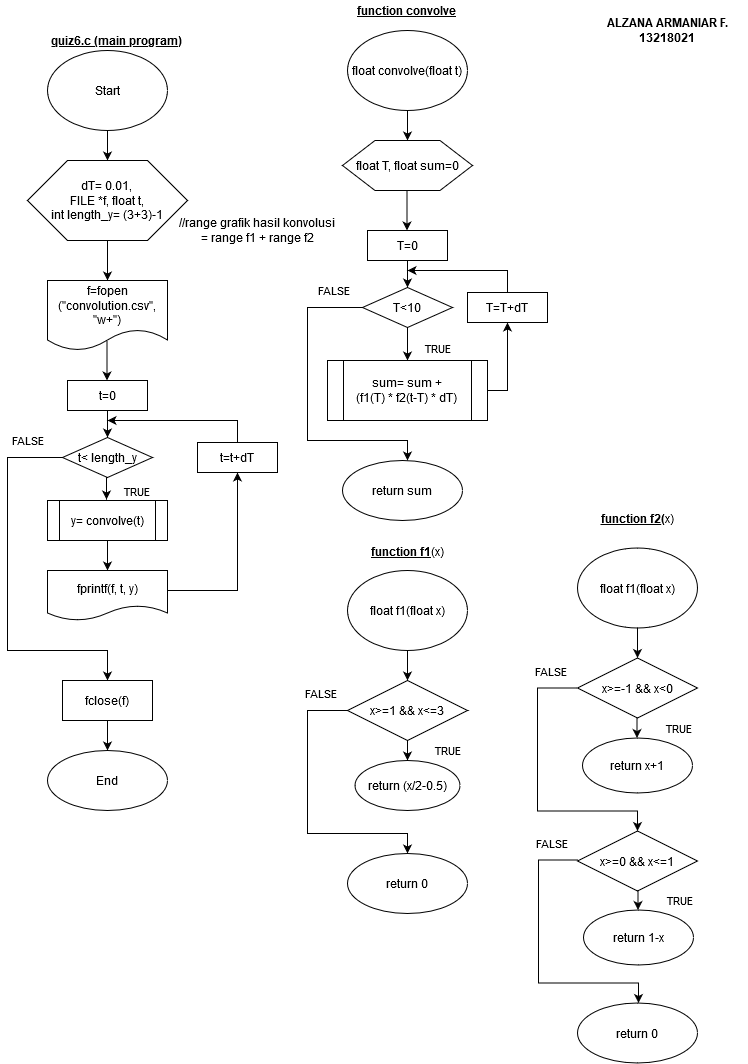 function convolve
ALZANA ARMANIAR F.
13218021
quiz6.c (main program)
Start
dT= 0.01,
FILE *f, float t,
int length_y= (3+3)-1
//range grafik hasil konvolusi
= range f1 + range f2
f=fopen
("convolution.csv",
"w+")
t=0
FALSE
t< length_y
t=t+dT
TRUE
y= convolve(t)
fprintf(f, t, y)
fclose(f)
End
float convolve(float t)
float T, float sum=0
T=0
FALSE
T<10
T=T+dT
TRUE
sum= sum +
(f1(T) * f2(t-T) * dT)
return sum
function f1(x)
float f1(float x)
FALSE
x>=1 && x<=3
TRUE
return (x/2-0.5)
return 0
function f2(x)
float f1(float x)
FALSE
x>=-1 && x<0
TRUE
return x+1
FALSE
x>=0 && x<=1
TRUE
return 1-x
return 0